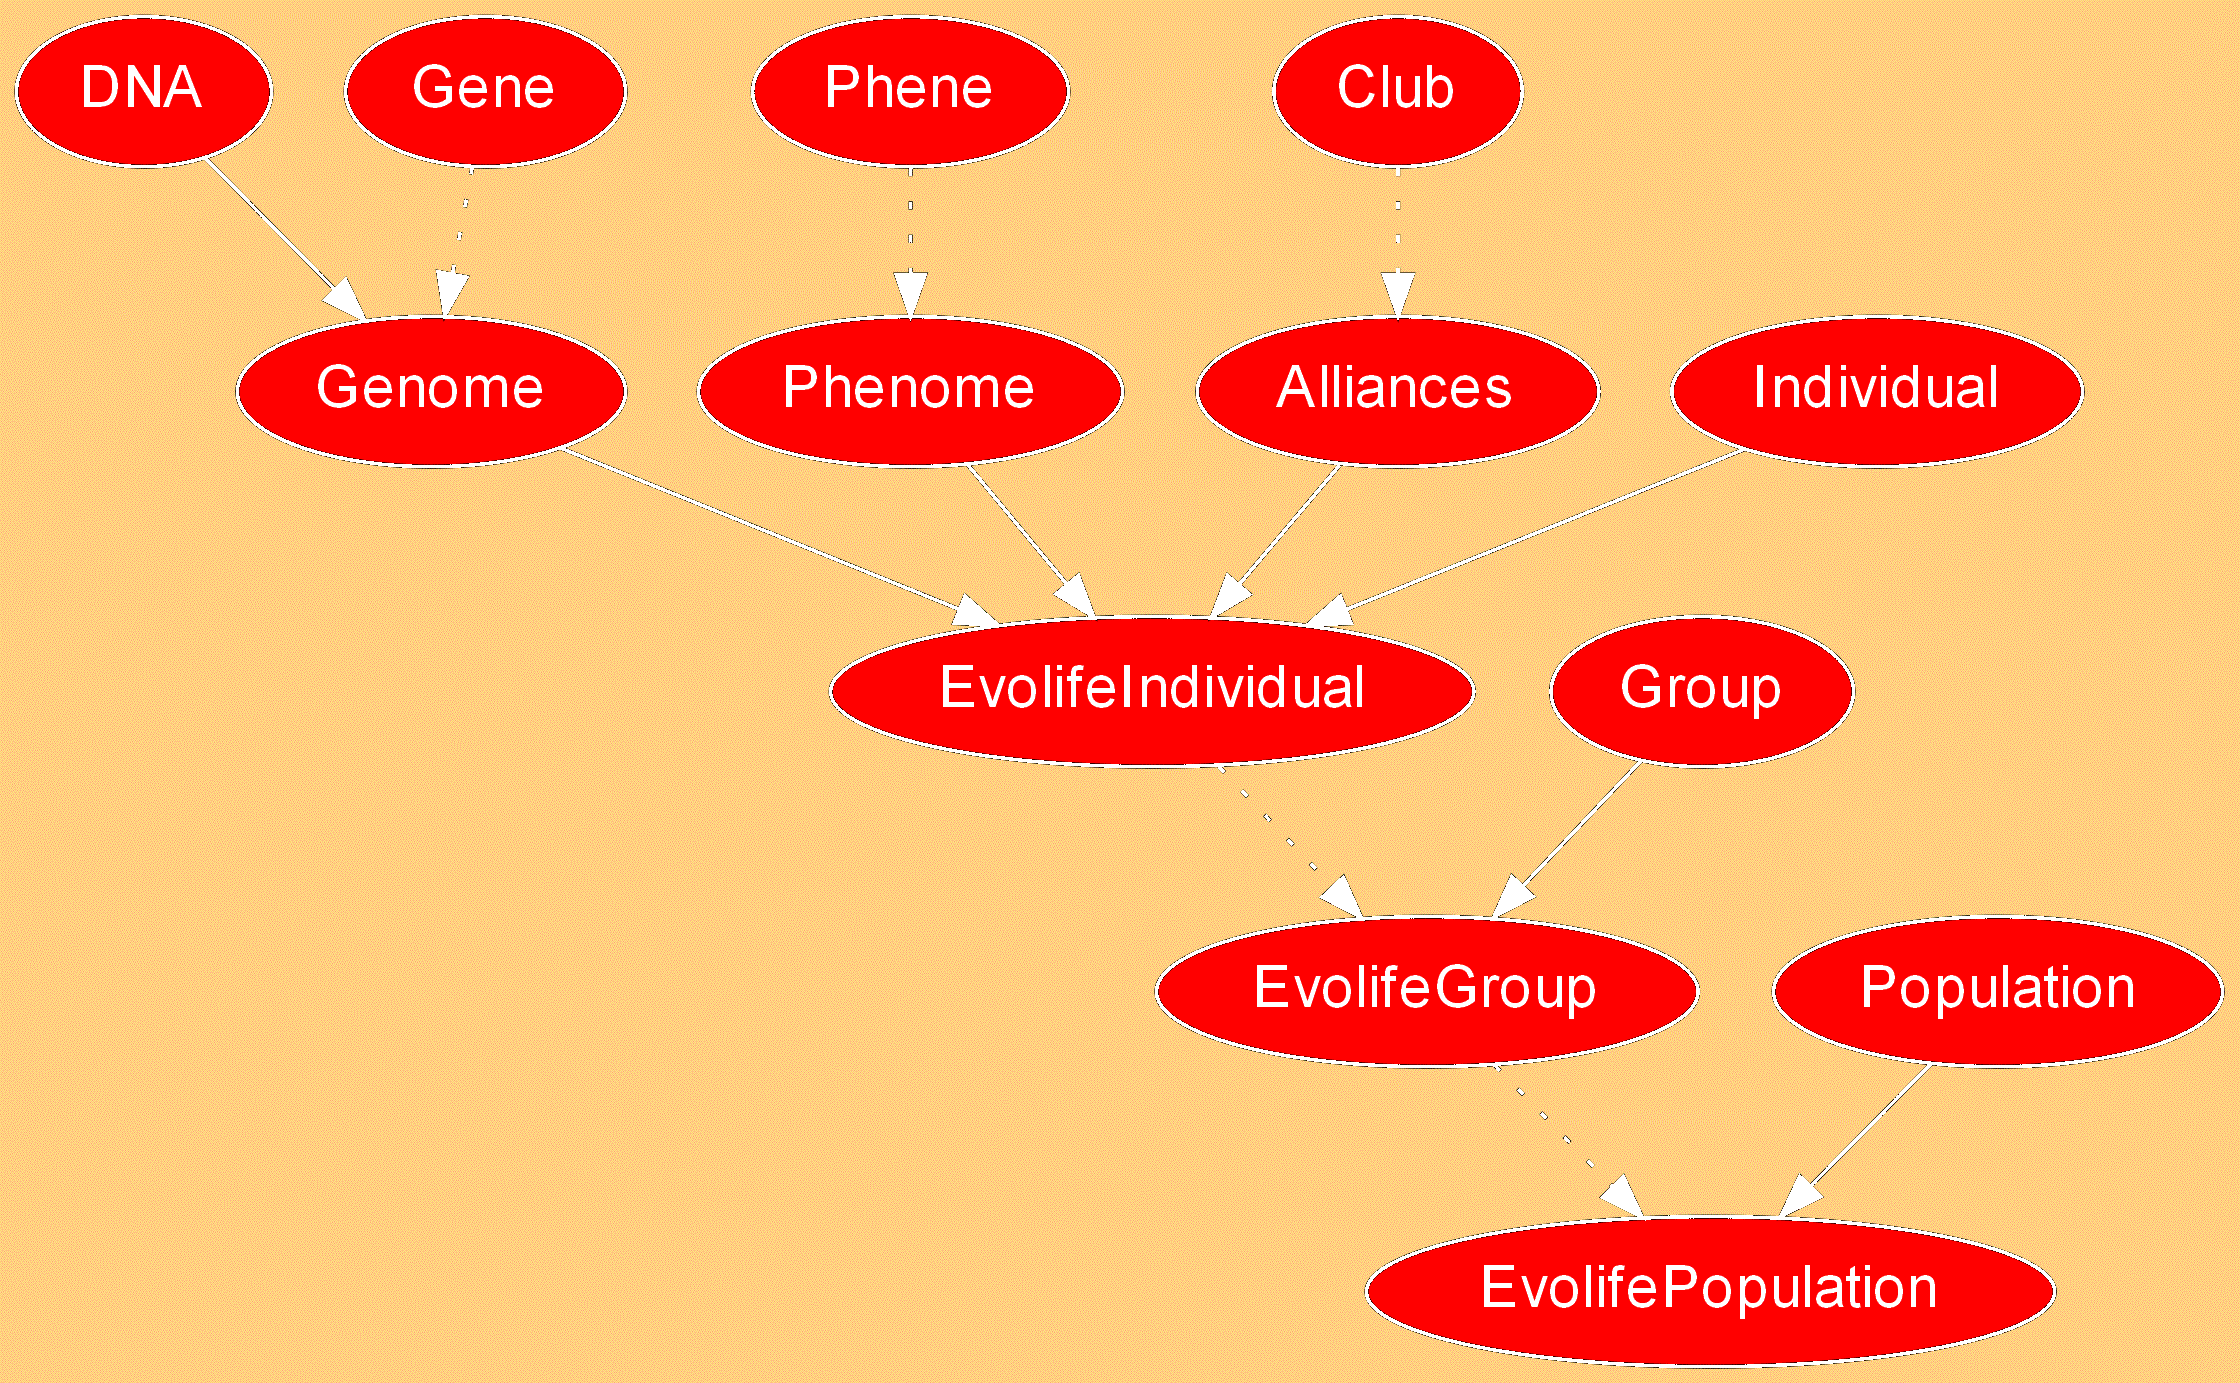 DNA
Gene
Phene
Club
Genome
Phenome
Alliances
Individual
EvolifeIndividual
Group
EvolifeGroup
Population
EvolifePopulation